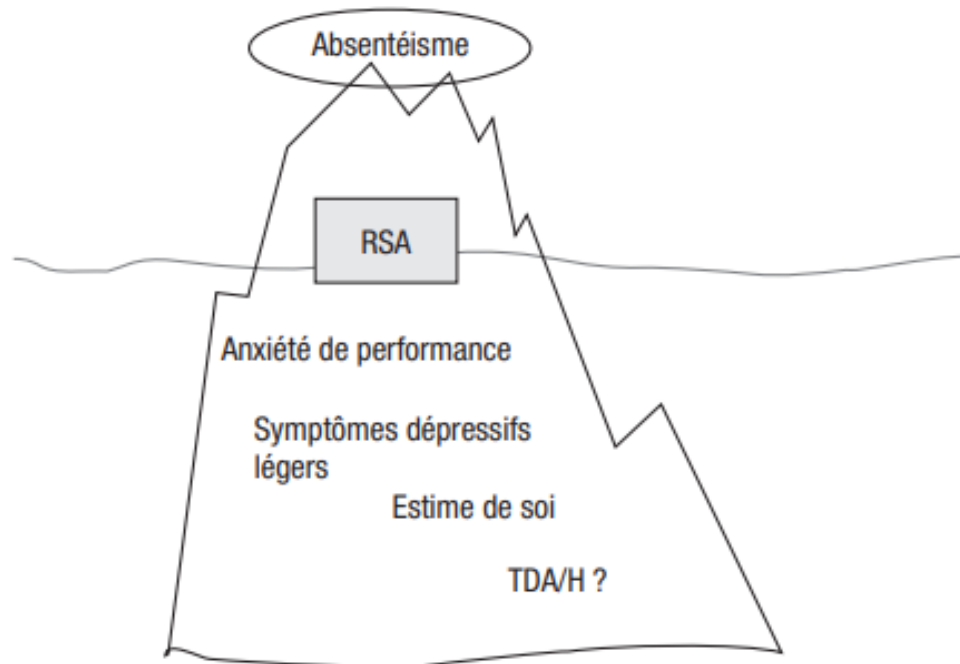 Absentéisme
RSA
Anxiété de performance
Symptômes dépressifs
légers
Estime de soi
TDA/H ?